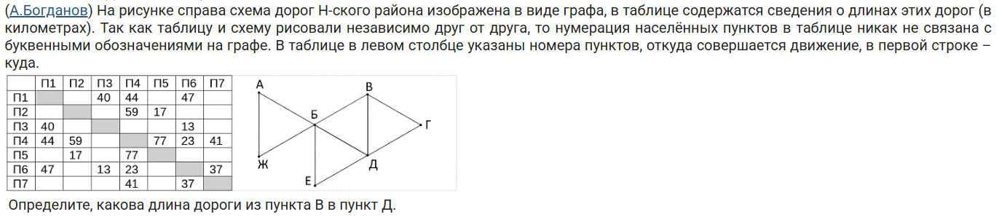 (А.Богданов) На рисунке справа схема дорог Н-ского района изображена в виде графа, в таблице содержатся сведения о длинах этих дорог (в
километрах). Так как таблицу и схему рисовали независимо друг от друга, то нумерация населённых пунктов в таблице никак не связана с
буквенными обозначениями на графе. В таблице в левом столбце указаны номера пунктов, откуда совершается движение, в первой строке –
куда.
П1 П2 П3 П4 П5 П6 П7
П1 40 44 47
П2 59 17
П3 40 13
П4 44 59 77 23 41
П5 17 77
П6 47 13 23 37
П7 41 37
А
В
Б
Г
Ж
Д
Е
Определите, какова длина дороги из пункта В в пункт Д.